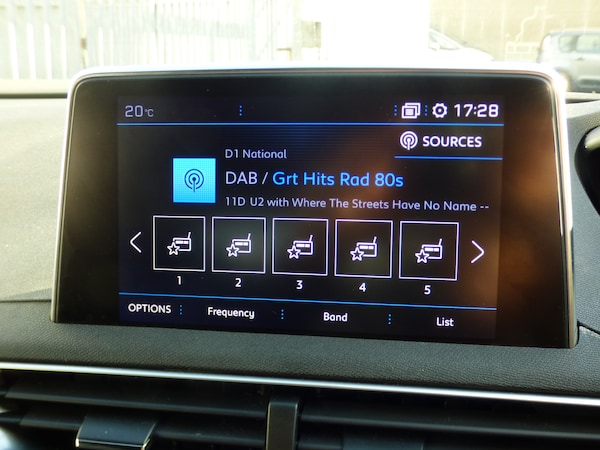 20°C
17:28
SOURCES
D1 National
DAB / Grt Hits Rad 80s
11D U2 with Where The Streets Have No Name --
1 2 3 4 5
OPTIONS Frequency Band List